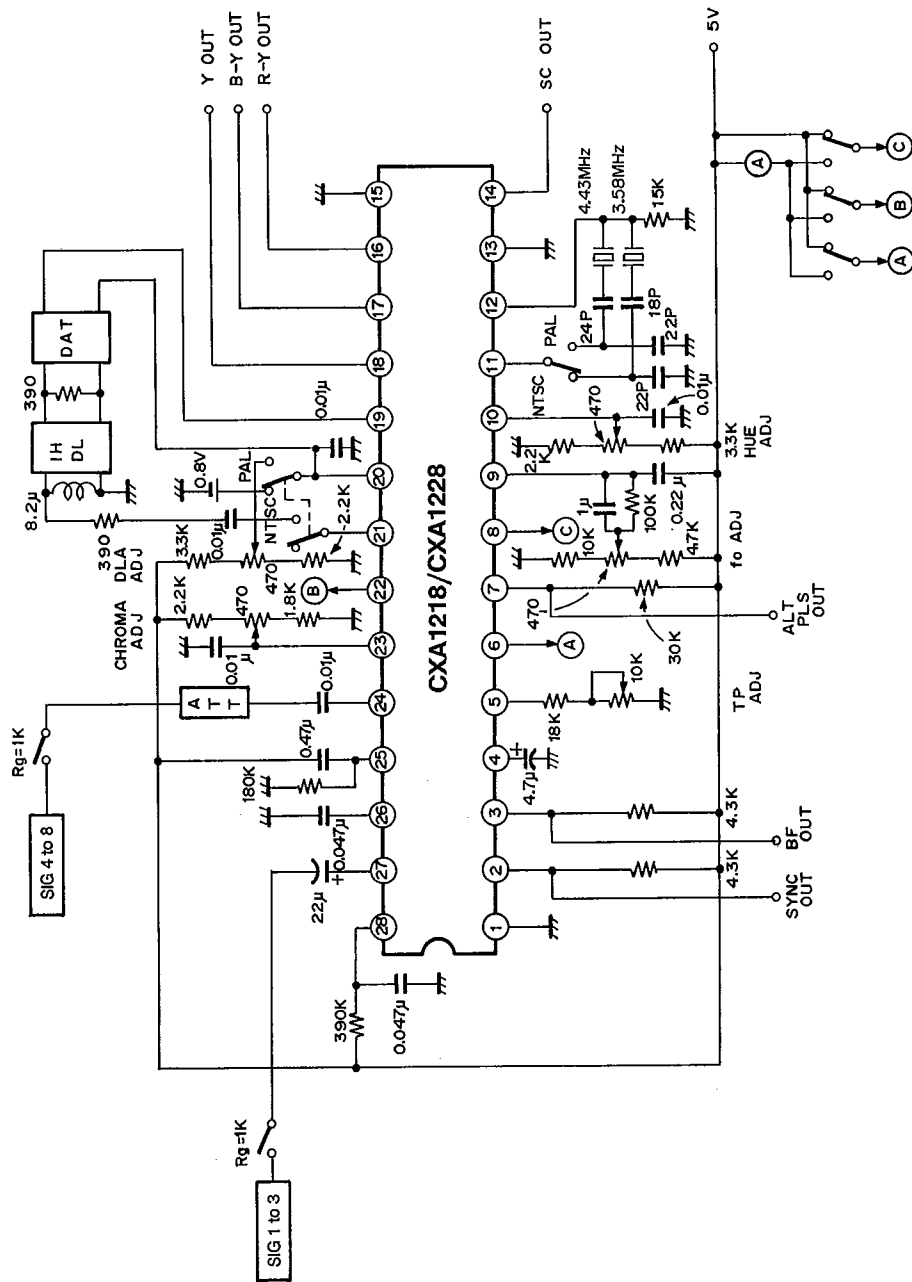 Y OUT
B-Y OUT
R-Y OUT
SC OUT
5V
DAT
390
IH
DL
8.2μ
390
DLA
ADJ
3.3K
0.01μ
NTSC
0.8V
PAL
0.01μ
470
2.2K
CHROMA
ADJ
2.2K
470
1.8K
B
0.01
μ
A
T
T
0.01μ
Rg=1K
SIG 4 to 8
0.47μ
180K
0.047μ
22μ
+
390K
0.047μ
Rg=1K
SIG 1 to 3
28
27
26
25
24
23
22
21
20
19
18
17
16
15
CXA1218/CXA1228
1
2
3
4
5
6
7
8
9
10
11
12
13
14
4.43MHz
3.58MHz
15K
24P
18P
PAL
NTSC
22P
22P
0.01μ
470
2.2
K
3.3K
HUE
ADJ
1μ
100K
0.22μ
C
10K
4.7K
fo ADJ
470
30K
ALT
PLS
OUT
A
10K
18K
TP
ADJ
+
4.7μ
4.3K
BF
OUT
4.3K
SYNC
OUT
A
A
B
C